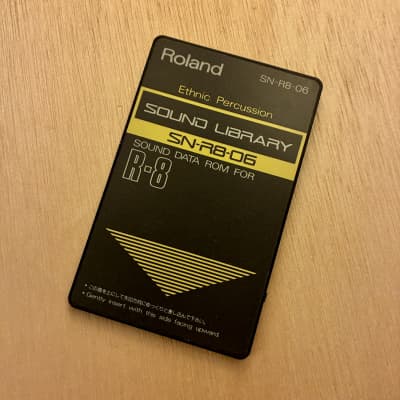 Roland
SN-R8-06
Ethnic Percussion
SOUND LIBRARY
SN-R8-06
SOUND DATA ROM FOR
R-8
• Gently insert with this side facing upward